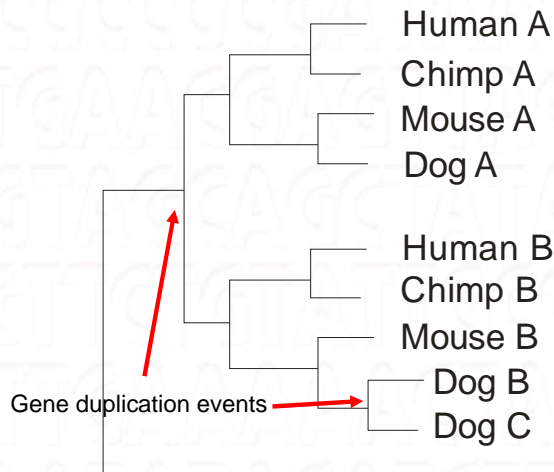 Human A
Chimp A
Mouse A
Dog A
Human B
Chimp B
Mouse B
Dog B
Gene duplication events
Dog C